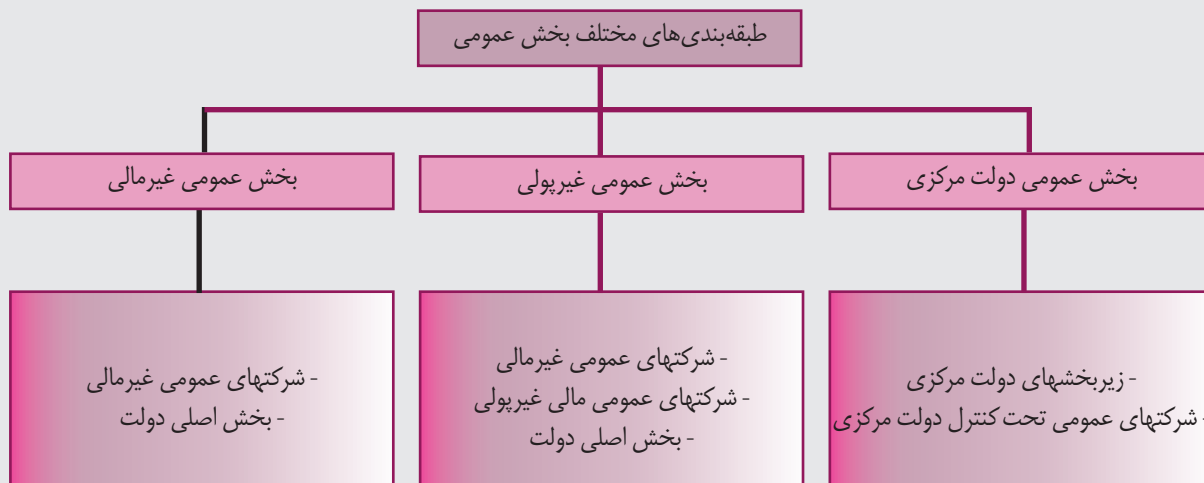 طبقه‌بندی‌های مختلف بخش عمومی
بخش عمومی دولت مرکزی
بخش عمومی غیرپولی
بخش عمومی غیرمالی
- زیربخشهای دولت مرکزی
- شرکتهای عمومی تحت کنترل دولت مرکزی
- شرکتهای عمومی غیرمالی
- شرکتهای عمومی مالی غیرپولی
- بخش اصلی دولت
- شرکتهای عمومی غیرمالی
- بخش اصلی دولت